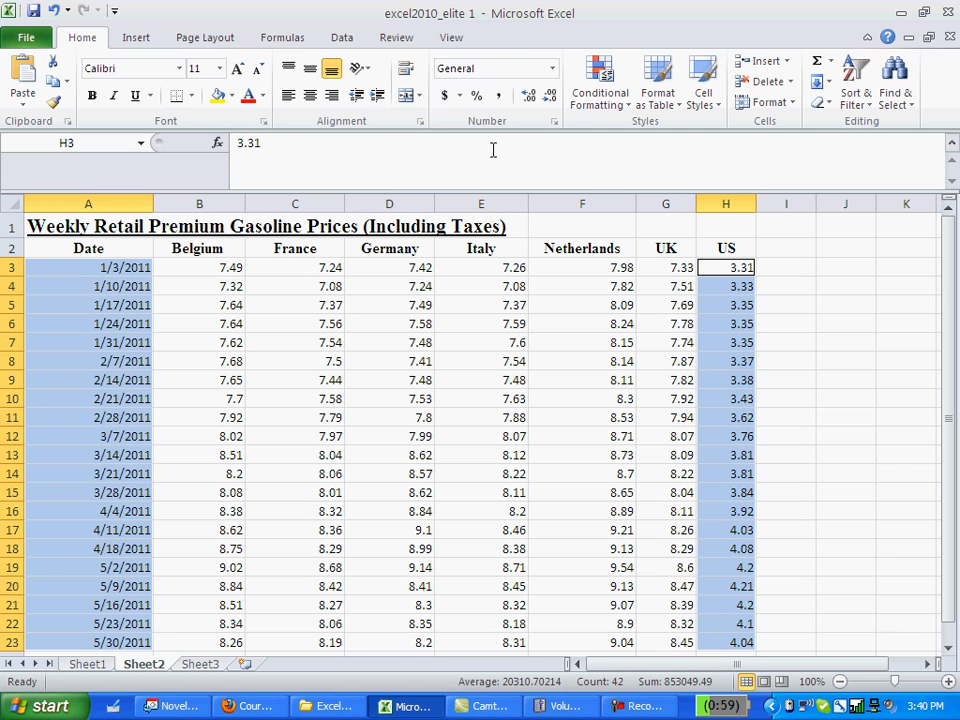 excel2010_elite 1 - Microsoft Excel
File Home Insert Page Layout Formulas Data Review View
Paste Calibri 11 General Conditional Formatting Format as Table Cell Styles Insert Delete Format Sort & Filter Find & Select
Clipboard Font Alignment Number Styles Cells Editing
H3 fx 3.31
A B C D E F G H I J K
1 Weekly Retail Premium Gasoline Prices (Including Taxes)
2 Date Belgium France Germany Italy Netherlands UK US
3 1/3/2011 7.49 7.24 7.42 7.26 7.98 7.33 3.31
4 1/10/2011 7.32 7.08 7.24 7.08 7.82 7.51 3.33
5 1/17/2011 7.64 7.37 7.49 7.37 8.09 7.69 3.35
6 1/24/2011 7.64 7.56 7.58 7.59 8.24 7.78 3.35
7 1/31/2011 7.62 7.54 7.48 7.6 8.15 7.74 3.35
8 2/7/2011 7.68 7.5 7.41 7.54 8.14 7.87 3.37
9 2/14/2011 7.65 7.44 7.48 7.48 8.11 7.82 3.38
10 2/21/2011 7.7 7.58 7.53 7.63 8.3 7.92 3.43
11 2/28/2011 7.92 7.79 7.8 7.88 8.53 7.94 3.62
12 3/7/2011 8.02 7.97 7.99 8.07 8.71 8.07 3.76
13 3/14/2011 8.51 8.04 8.62 8.12 8.73 8.09 3.81
14 3/21/2011 8.2 8.06 8.57 8.22 8.7 8.22 3.81
15 3/28/2011 8.08 8.01 8.62 8.11 8.65 8.04 3.84
16 4/4/2011 8.38 8.32 8.84 8.2 8.89 8.11 3.92
17 4/11/2011 8.62 8.36 9.1 8.46 9.21 8.26 4.03
18 4/18/2011 8.75 8.29 8.99 8.38 9.13 8.29 4.08
19 5/2/2011 9.02 8.68 9.14 8.71 9.54 8.6 4.2
20 5/9/2011 8.84 8.42 8.41 8.45 9.13 8.47 4.21
21 5/16/2011 8.51 8.27 8.3 8.32 9.07 8.39 4.2
22 5/23/2011 8.34 8.06 8.35 8.18 8.9 8.32 4.1
23 5/30/2011 8.26 8.19 8.2 8.31 9.04 8.45 4.04
Sheet1 Sheet2 Sheet3
Ready Average: 20310.70214 Count: 42 Sum: 853049.49 100%
start Novel... Cour... Excel... Micro... Camt... Volu... Reco... (0:59) 3:40 PM